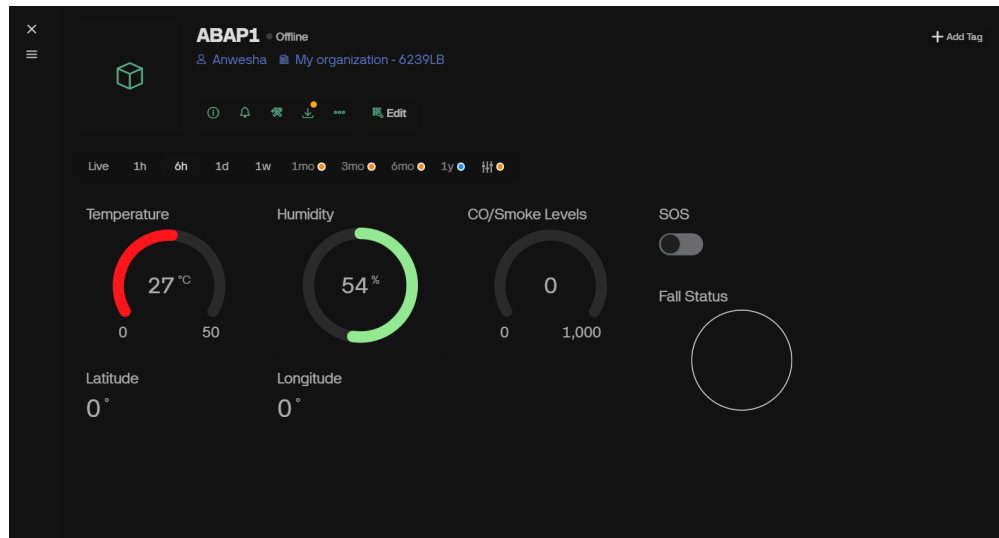 ABAP1 Offline
Add Tag
Anwesha My organization - 6239LB
Edit
Live 1h 6h 1d 1w 1mo 3mo 6mo 1y
Temperature Humidity CO/Smoke Levels SOS
27 °C 54 % 0
Fall Status
0 50 0 1,000
Latitude Longitude
0 ° 0 °